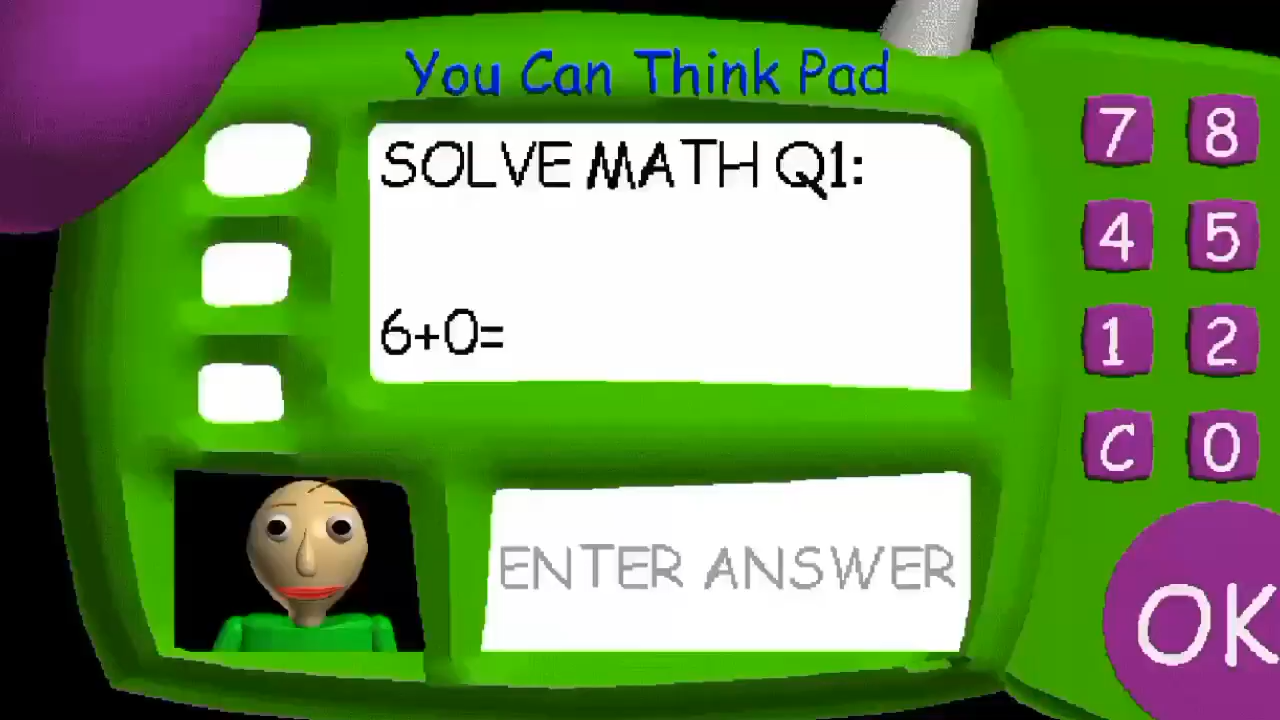 You Can Think Pad
SOLVE MATH Q1:
6+0=
ENTER ANSWER
7 8
4 5
1 2
C 0
OK